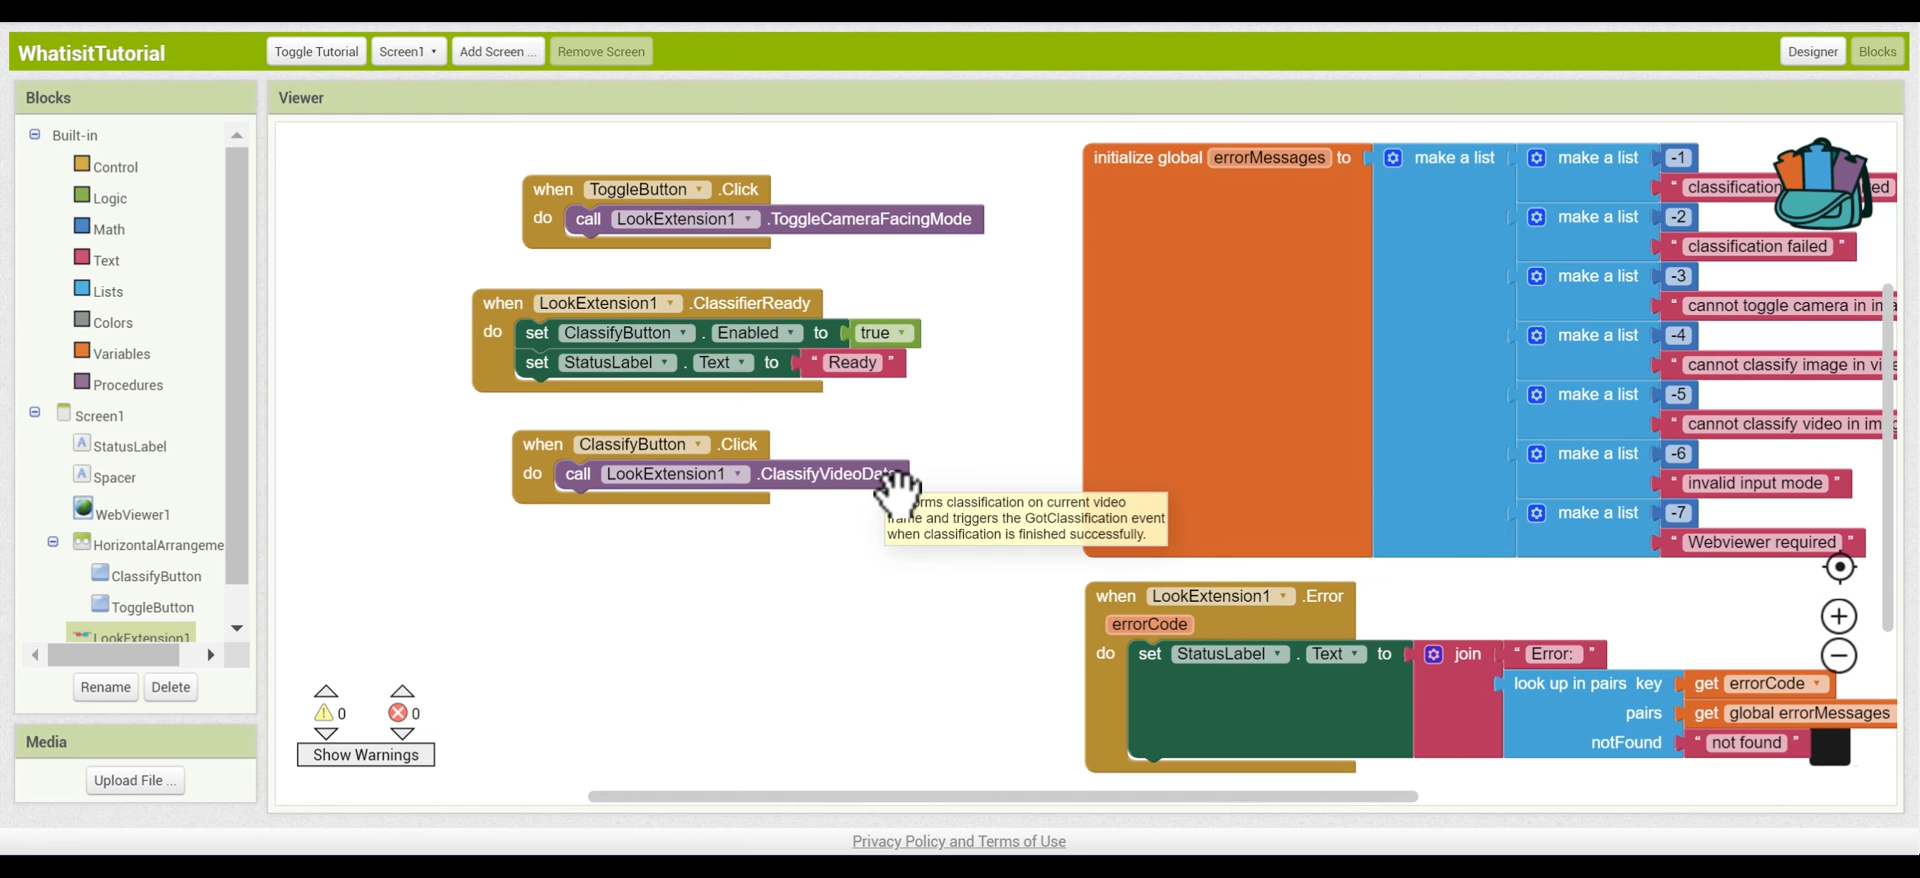 WhatisitTutorial
Toggle Tutorial
Screen1
Add Screen ...
Remove Screen
Designer
Blocks
Blocks
Built-in
Control
Logic
Math
Text
Lists
Colors
Variables
Procedures
Screen1
StatusLabel
Spacer
WebViewer1
HorizontalArrangeme
ClassifyButton
ToggleButton
LookExtension1
Rename
Delete
Media
Upload File ...
Viewer
when ToggleButton .Click
do call LookExtension1 .ToggleCameraFacingMode
when LookExtension1 .ClassifierReady
do set ClassifyButton . Enabled to true
set StatusLabel . Text to " Ready "
when ClassifyButton .Click
do call LookExtension1 .ClassifyVideoData
classification on current video
frame and triggers the GotClassification event
when classification is finished successfully.
0
0
Show Warnings
initialize global errorMessages to make a list make a list -1
" classification
make a list -2
" classification failed "
make a list -3
" cannot toggle camera in
make a list -4
" cannot classify image in
make a list -5
" cannot classify video in
make a list -6
" invalid input mode "
make a list -7
" Webviewer required "
when LookExtension1 .Error
errorCode
do set StatusLabel . Text to join " Error: "
look up in pairs key get errorCode
pairs get global errorMessages
notFound " not found "
Privacy Policy and Terms of Use